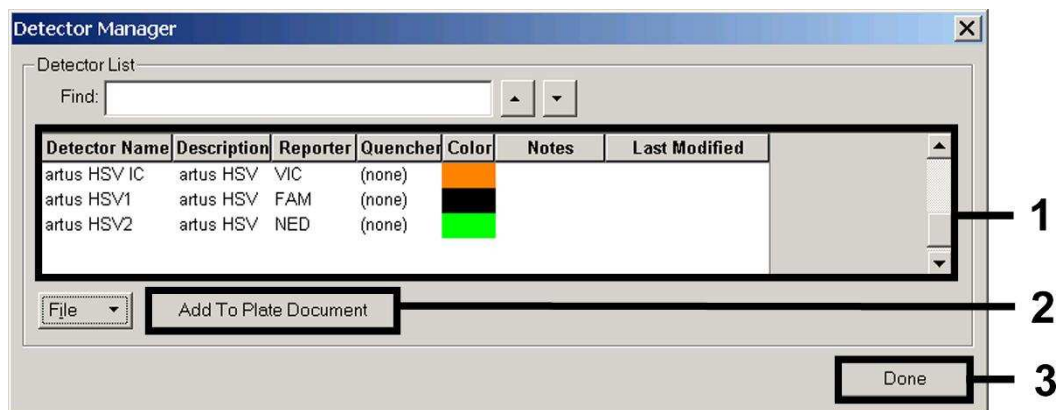 Detector Manager
Detector List
Find:
Detector Name Description Reporter Quencher Color Notes Last Modified
artus HSV IC artus HSV VIC (none)
artus HSV1 artus HSV FAM (none)
artus HSV2 artus HSV NED (none)
1
File Add To Plate Document
2
Done
3